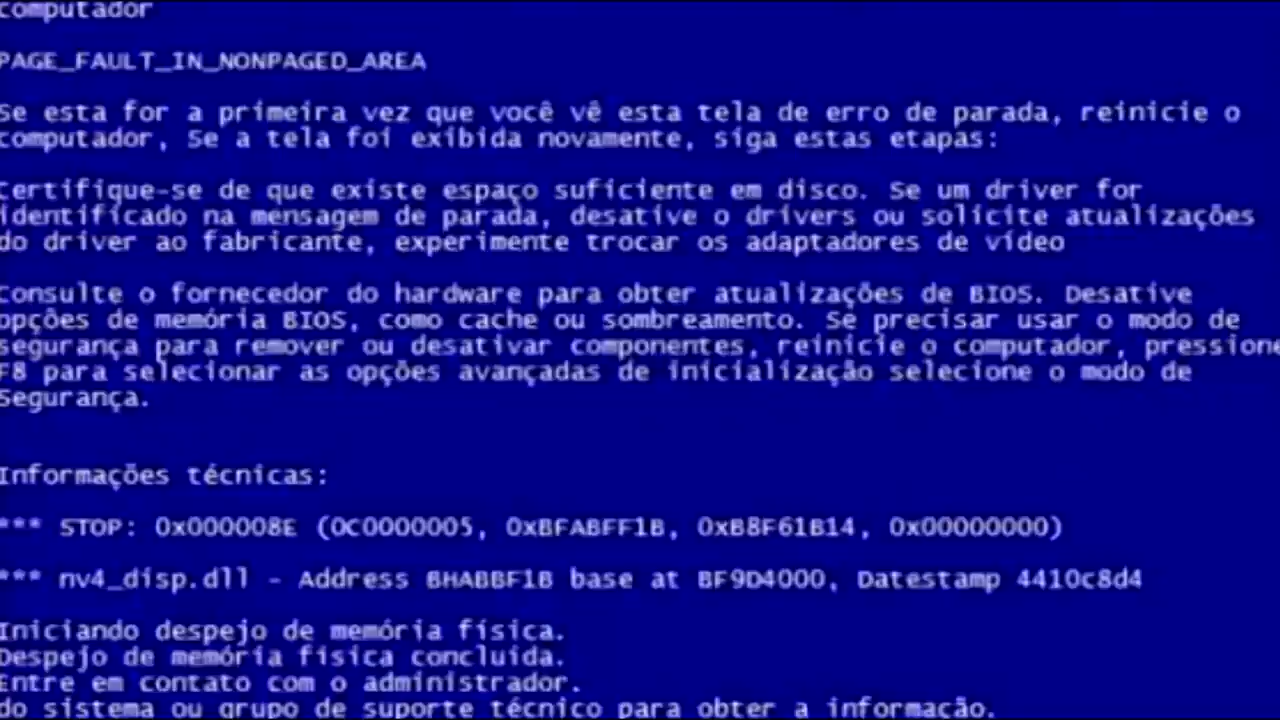 computador
PAGE_FAULT_IN_NONPAGED_AREA
Se esta for a primeira vez que você vê esta tela de erro de parada, reinicie o
computador, Se a tela foi exibida novamente, siga estas etapas:
Certifique-se de que existe espaço suficiente em disco. Se um driver for
identificado na mensagem de parada, desative o drivers ou solicite atualizações
do driver ao fabricante, experimente trocar os adaptadores de vídeo
Consulte o fornecedor do hardware para obter atualizações de BIOS. Desative
opções de memória BIOS, como cache ou sombreamento. Se precisar usar o modo de
segurança para remover ou desativar componentes, reinicie o computador, pressione
F8 para selecionar as opções avançadas de inicialização selecione o modo de
Segurança.
Informações técnicas:
*** STOP: 0x000008E (0C0000005, 0xBFABFF1B, 0xB8F61B14, 0x00000000)
*** nv4_disp.dll - Address BHABBF1B base at BF9D4000, Datestamp 4410c8d4
Iniciando despejo de memória física.
Despejo de memória física concluída.
Entre em contato com o administrador.
do sistema ou grupo de suporte técnico para obter a informação.